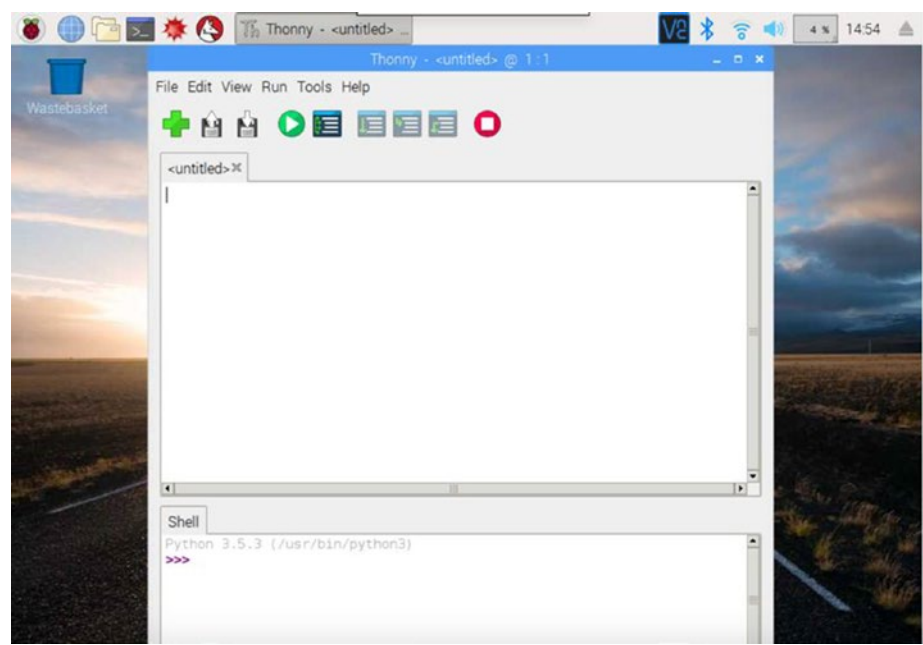 Thonny - <untitled> ...
V2
4 %
14:54
Wastebasket
Thonny - <untitled> @ 1:1
File Edit View Run Tools Help
<untitled>
Shell
Python 3.5.3 (/usr/bin/python3)
>>>